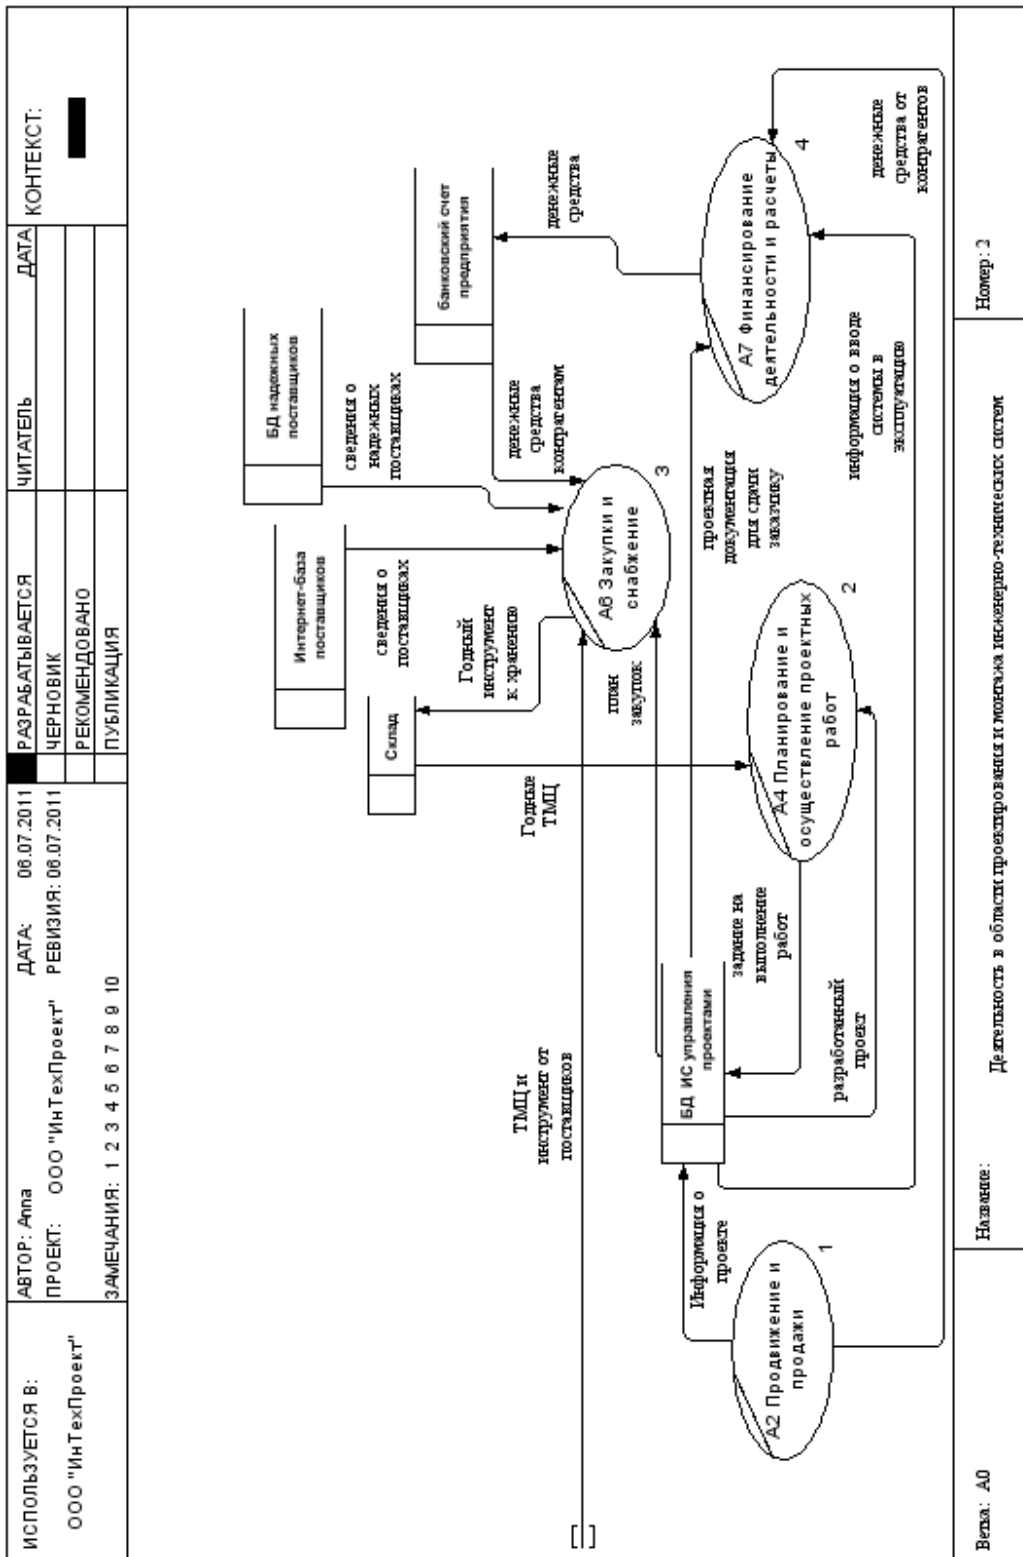 ИСПОЛЬЗУЕТСЯ В:
ООО "ИнТехПроект"
АВТОР: Anna
ДАТА: 06.07.2011
ПРОЕКТ: ООО "ИнТехПроект"
РЕВИЗИЯ: 06.07.2011
ЗАМЕЧАНИЯ: 1 2 3 4 5 6 7 8 9 10
РАЗРАБАТЫВАЕТСЯ
ЧЕРНОВИК
РЕКОМЕНДОВАНО
ПУБЛИКАЦИЯ
ЧИТАТЕЛЬ
ДАТА
КОНТЕКСТ:
БД надежных
поставщиков
Интернет-база
поставщиков
сведения о
надежных
поставщиках
банковский счет
предприятия
Склад
сведения о
поставщиках
денежные
средства
контрагентам
денежные
средства
Годный
инструмент
к хранению
Годные
ТМЦ
ТМЦ и
инструмент от
поставщиков
А6 Закупки и
снабжение
3
план
закупок
Информация о
проекте
БД ИС управления
проектами
проектная
документация
для сдачи
заказчику
А7 Финансирование
деятельности и расчеты
4
А2 Продвижение и
продажи
1
задание на
выполнение
работ
А4 Планирование и
осуществление проектных
работ
2
разработанный
проект
информация о вводе
системы в
эксплуатацию
денежные
средства от
контрагентов
Ветка: А0
Название:
Деятельность в области проектирования и монтажа инженерно-технических систем
Номер: 2